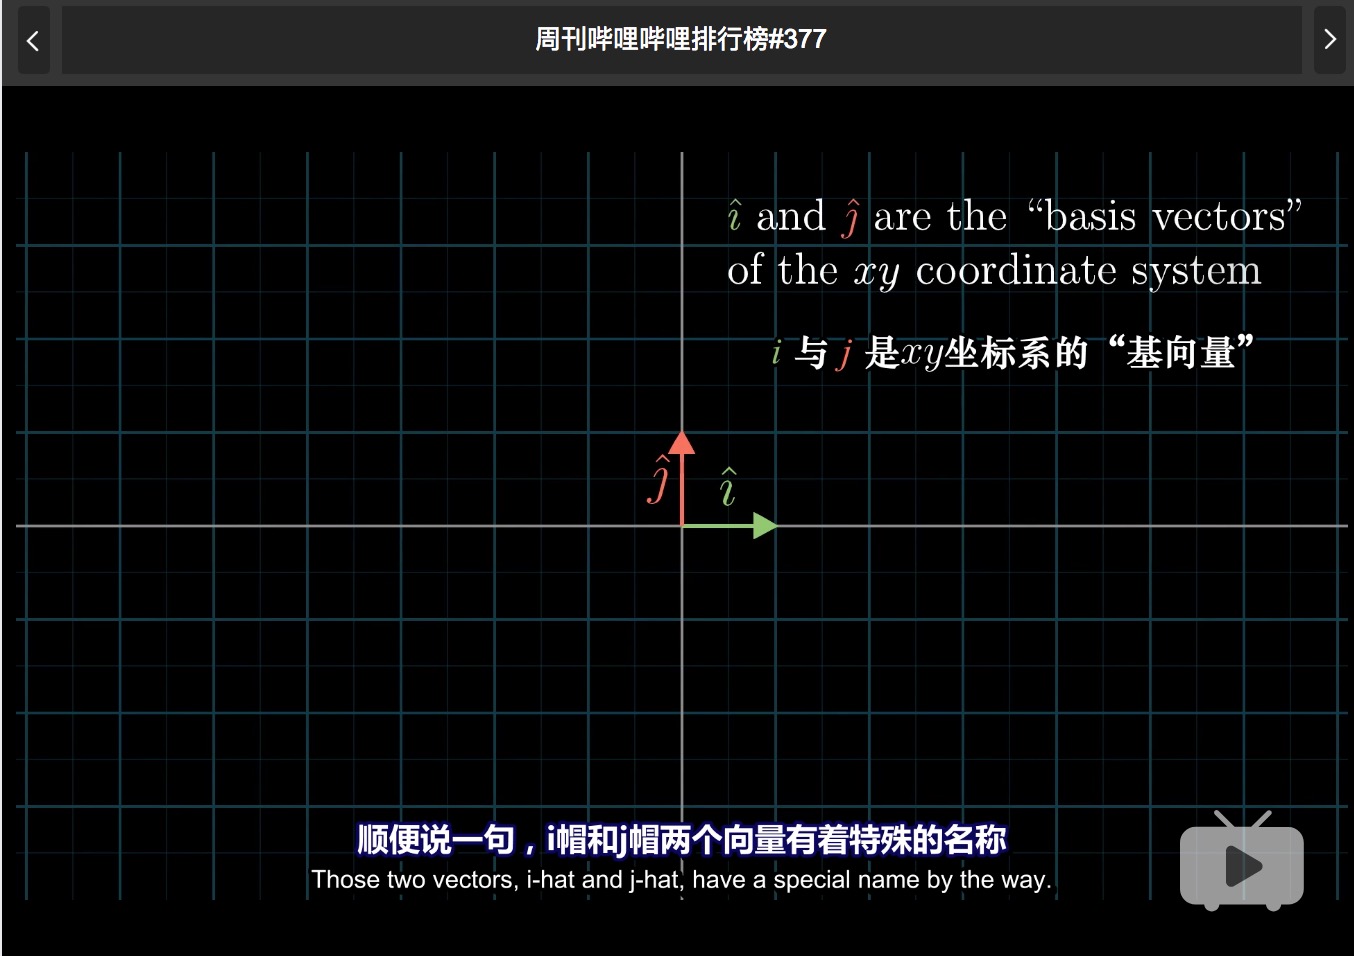 周刊哔哩哔哩排行榜#377
î and ĵ are the “basis vectors”
of the xy coordinate system
i 与 j 是xy坐标系的“基向量”
ĵ
î
顺便说一句，i帽和j帽两个向量有着特殊的名称
Those two vectors, i-hat and j-hat, have a special name by the way.